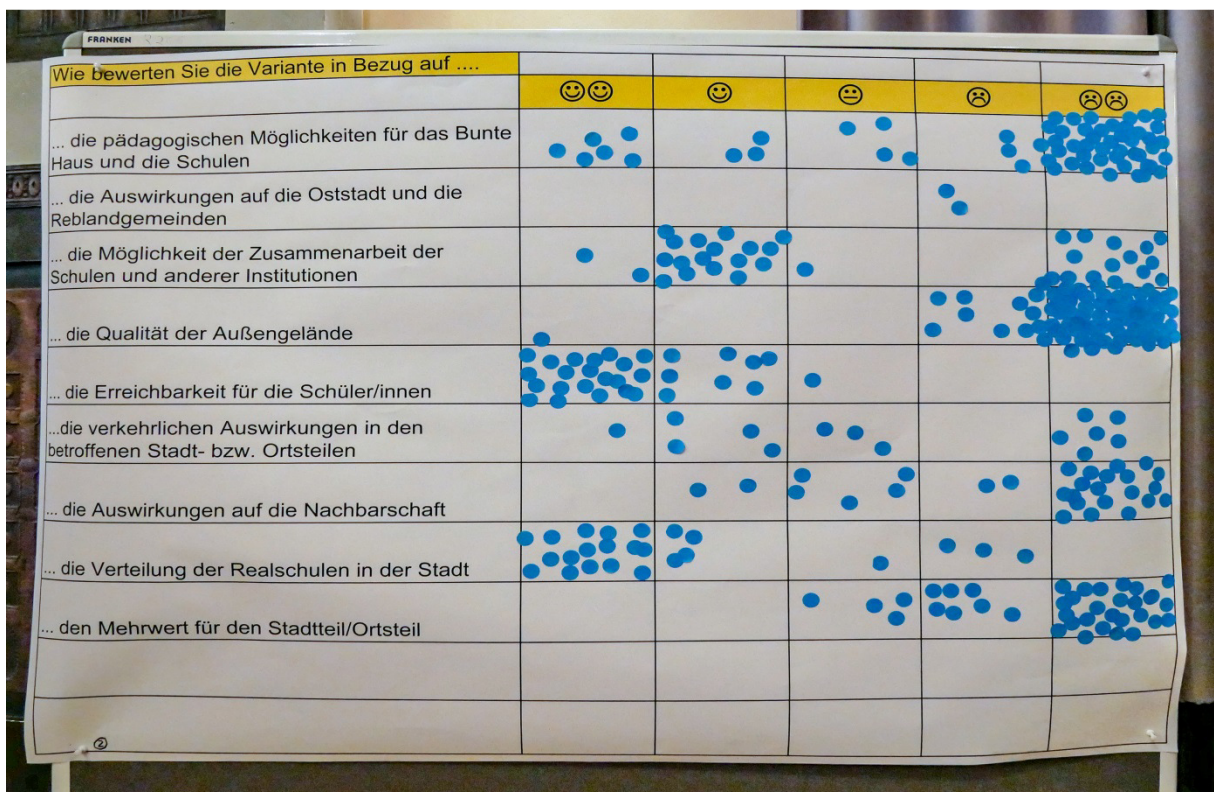 FRANKEN
Wie bewerten Sie die Variante in Bezug auf ....
... die pädagogischen Möglichkeiten für das Bunte
Haus und die Schulen
... die Auswirkungen auf die Oststadt und die
Reblandgemeinden
... die Möglichkeit der Zusammenarbeit der
Schulen und anderer Institutionen
... die Qualität der Außengelände
... die Erreichbarkeit für die Schüler/innen
...die verkehrlichen Auswirkungen in den
betroffenen Stadt- bzw. Ortsteilen
... die Auswirkungen auf die Nachbarschaft
... die Verteilung der Realschulen in der Stadt
... den Mehrwert für den Stadtteil/Ortsteil
②